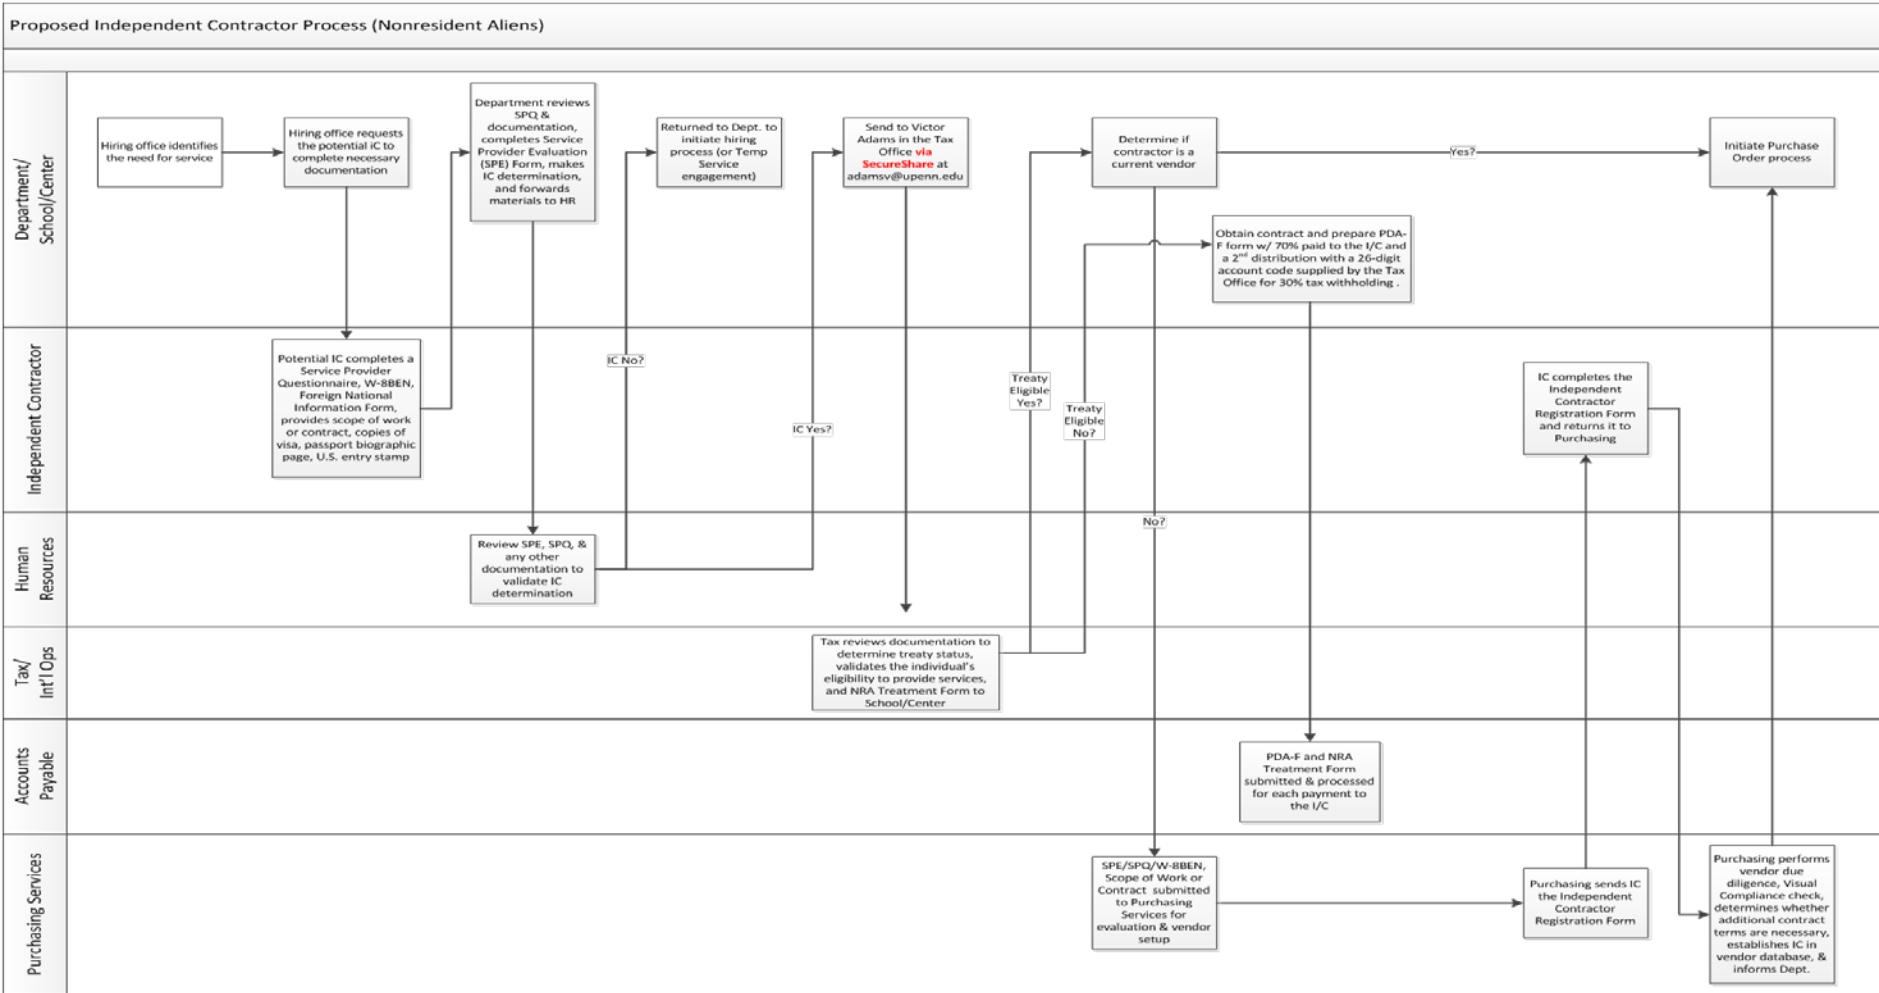 Proposed Independent Contractor Process (Nonresident Aliens)
Department/
School/Center
Hiring office identifies
the need for service
Hiring office requests
the potential iC to
complete necessary
documentation
Department reviews
SPQ &
documentation,
completes Service
Provider Evaluation
(SPE) Form, makes
IC determination,
and forwards
materials to HR
Returned to Dept. to
initiate hiring
process (or Temp
Service
engagement)
Send to Victor
Adams in the Tax
Office via
SecureShare at
adamsv@upenn.edu
Determine if
contractor is a
current vendor
Yes?
Initiate Purchase
Order process
Obtain contract and prepare PDA-
F form w/ 70% paid to the I/C and
a 2nd distribution with a 26-digit
account code supplied by the Tax
Office for 30% tax withholding .
Independent Contractor
Potential IC completes a
Service Provider
Questionnaire, W-8BEN,
Foreign National
Information Form,
provides scope of work
or contract, copies of
visa, passport biographic
page, U.S. entry stamp
IC No?
IC Yes?
Treaty
Eligible
Yes?
Treaty
Eligible
No?
IC completes the
Independent
Contractor
Registration Form
and returns it to
Purchasing
Human
Resources
Review SPE, SPQ, &
any other
documentation to
validate IC
determination
No?
Tax/
Int'l Ops
Tax reviews documentation to
determine treaty status,
validates the individual's
eligibility to provide services,
and NRA Treatment Form to
School/Center
Accounts
Payable
PDA-F and NRA
Treatment Form
submitted & processed
for each payment to
the I/C
Purchasing Services
SPE/SPQ/W-8BEN,
Scope of Work or
Contract submitted
to Purchasing
Services for
evaluation & vendor
setup
Purchasing sends IC
the Independent
Contractor
Registration Form
Purchasing performs
vendor due
diligence, Visual
Compliance check,
determines whether
additional contract
terms are necessary,
establishes IC in
vendor database, &
informs Dept.